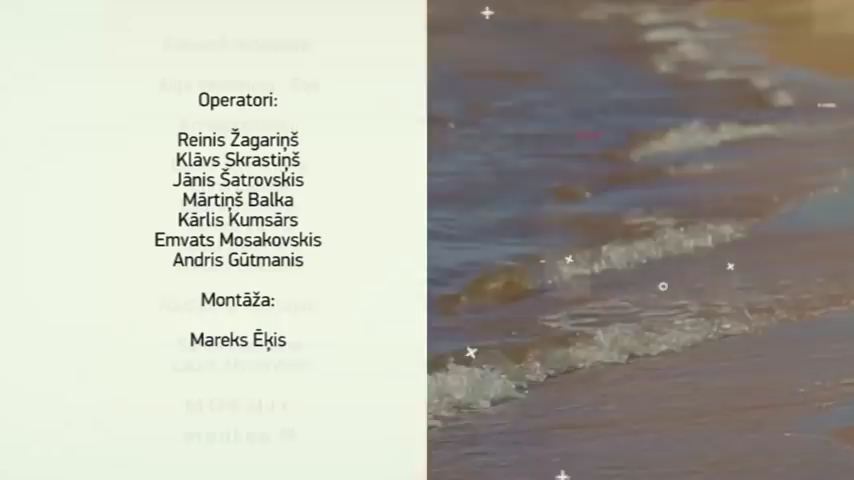 Operatori:
Reinis Žagariņš
Klāvs Skrastiņš
Jānis Šatrovskis
Mārtiņš Balka
Kārlis Kumsārs
Emvats Mosakovskis
Andris Gūtmanis
Montāža:
Mareks Ēķis